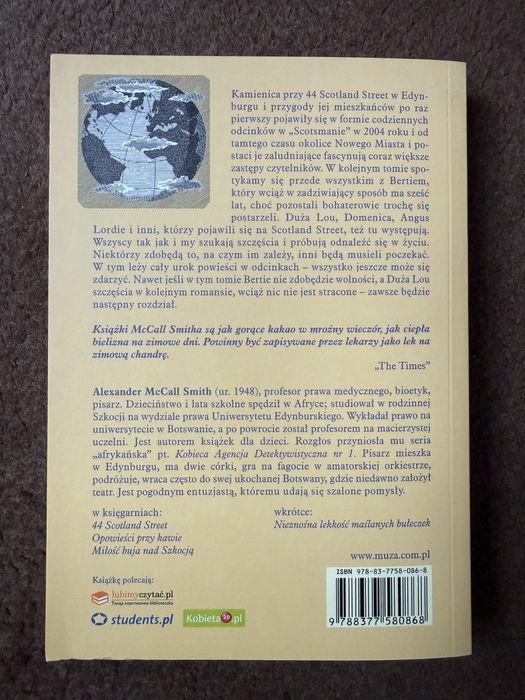 Kamienica przy 44 Scotland Street w Edyn-
burgu i przygody jej mieszkańców po raz
pierwszy pojawiły się w formie codziennych
odcinków w „Scotsmanie” w 2004 roku i od
tamtego czasu okolice Nowego Miasta i po-
staci je zaludniające fascynują coraz większe
zastępy czytelników. W kolejnym tomie spo-
tykamy się przede wszystkim z Bertiem,
który wciąż w zadziwiający sposób ma sześć
lat, choć pozostali bohaterowie trochę się
postarzeli. Duża Lou, Domenica, Angus
Lordie i inni, którzy pojawili się na Scotland Street, też tu występują.
Wszyscy tak jak i my szukają szczęścia i próbują odnaleźć się w życiu.
Niektórzy zdobędą to, na czym im zależy, inni będą musieli poczekać.
W tym leży cały urok powieści w odcinkach – wszystko jeszcze może się
zdarzyć. Nawet jeśli w tym tomie Bertie nie zdobędzie wolności, a Duża Lou
szczęścia w kolejnym romansie, wciąż nic nie jest stracone – zawsze będzie
następny rozdział.
Książki McCall Smitha są jak gorące kakao w mroźny wieczór, jak ciepła
bielizna na zimowe dni. Powinny być zapisywane przez lekarzy jako lek na
zimową chandrę.
„The Times”
Alexander McCall Smith (ur. 1948), profesor prawa medycznego, bioetyk,
pisarz. Dzieciństwo i lata szkolne spędził w Afryce; studiował w rodzinnej
Szkocji na wydziale prawa Uniwersytetu Edynburskiego. Wykładał prawo na
uniwersytecie w Botswanie, a po powrocie został profesorem na macierzystej
uczelni. Jest autorem książek dla dzieci. Rozgłos przyniosła mu seria
„afrykańska” pt. Kobieca Agencja Detektywistyczna nr 1. Pisarz mieszka
w Edynburgu, ma dwie córki, gra na fagocie w amatorskiej orkiestrze,
podróżuje, wraca często do swej ukochanej Botswany, gdzie niedawno założył
teatr. Jest pogodnym entuzjastą, któremu udają się szalone pomysły.
w księgarniach:
44 Scotland Street
Opowieści przy kawie
Miłość buja nad Szkocją
wkrótce:
Nieznośna lekkość maślanych bułeczek
www.muza.com.pl
Książkę polecają:
lubimyczytać.pl
Twoja internetowa biblioteczka
students.pl
Kobieta20.pl
ISBN 978-83-7758-086-8
9 788377 580868